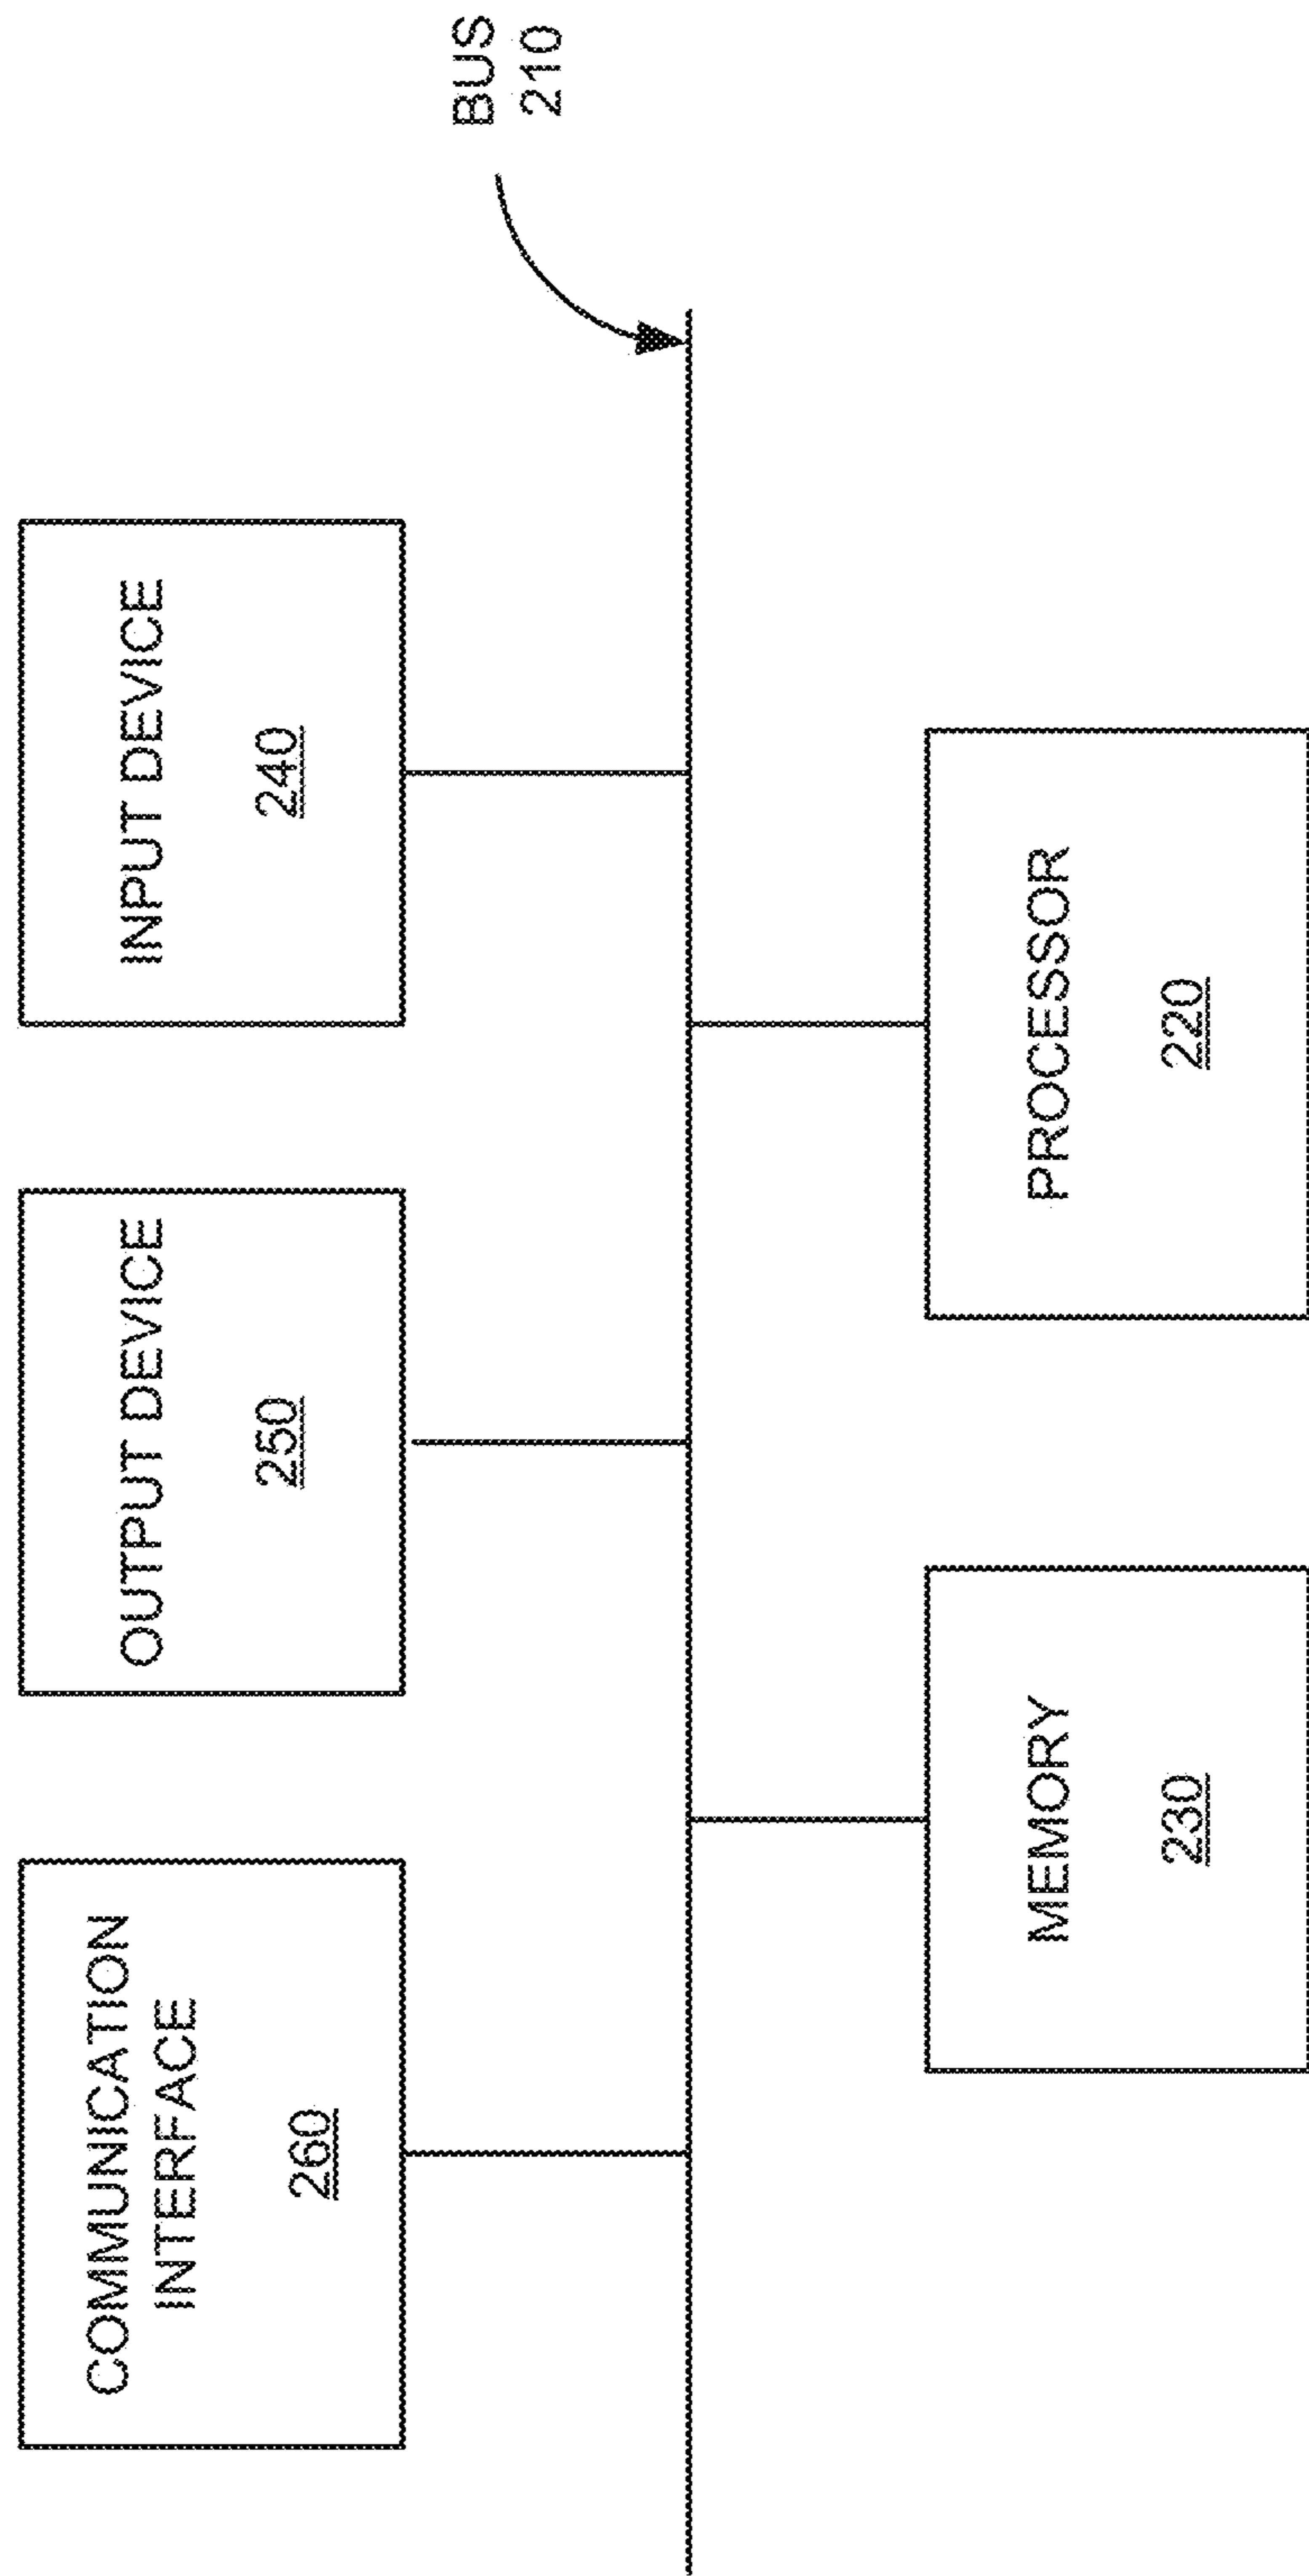 COMMUNICATION
INTERFACE
260
OUTPUT DEVICE
250
INPUT DEVICE
240
BUS
210
MEMORY
230
PROCESSOR
220